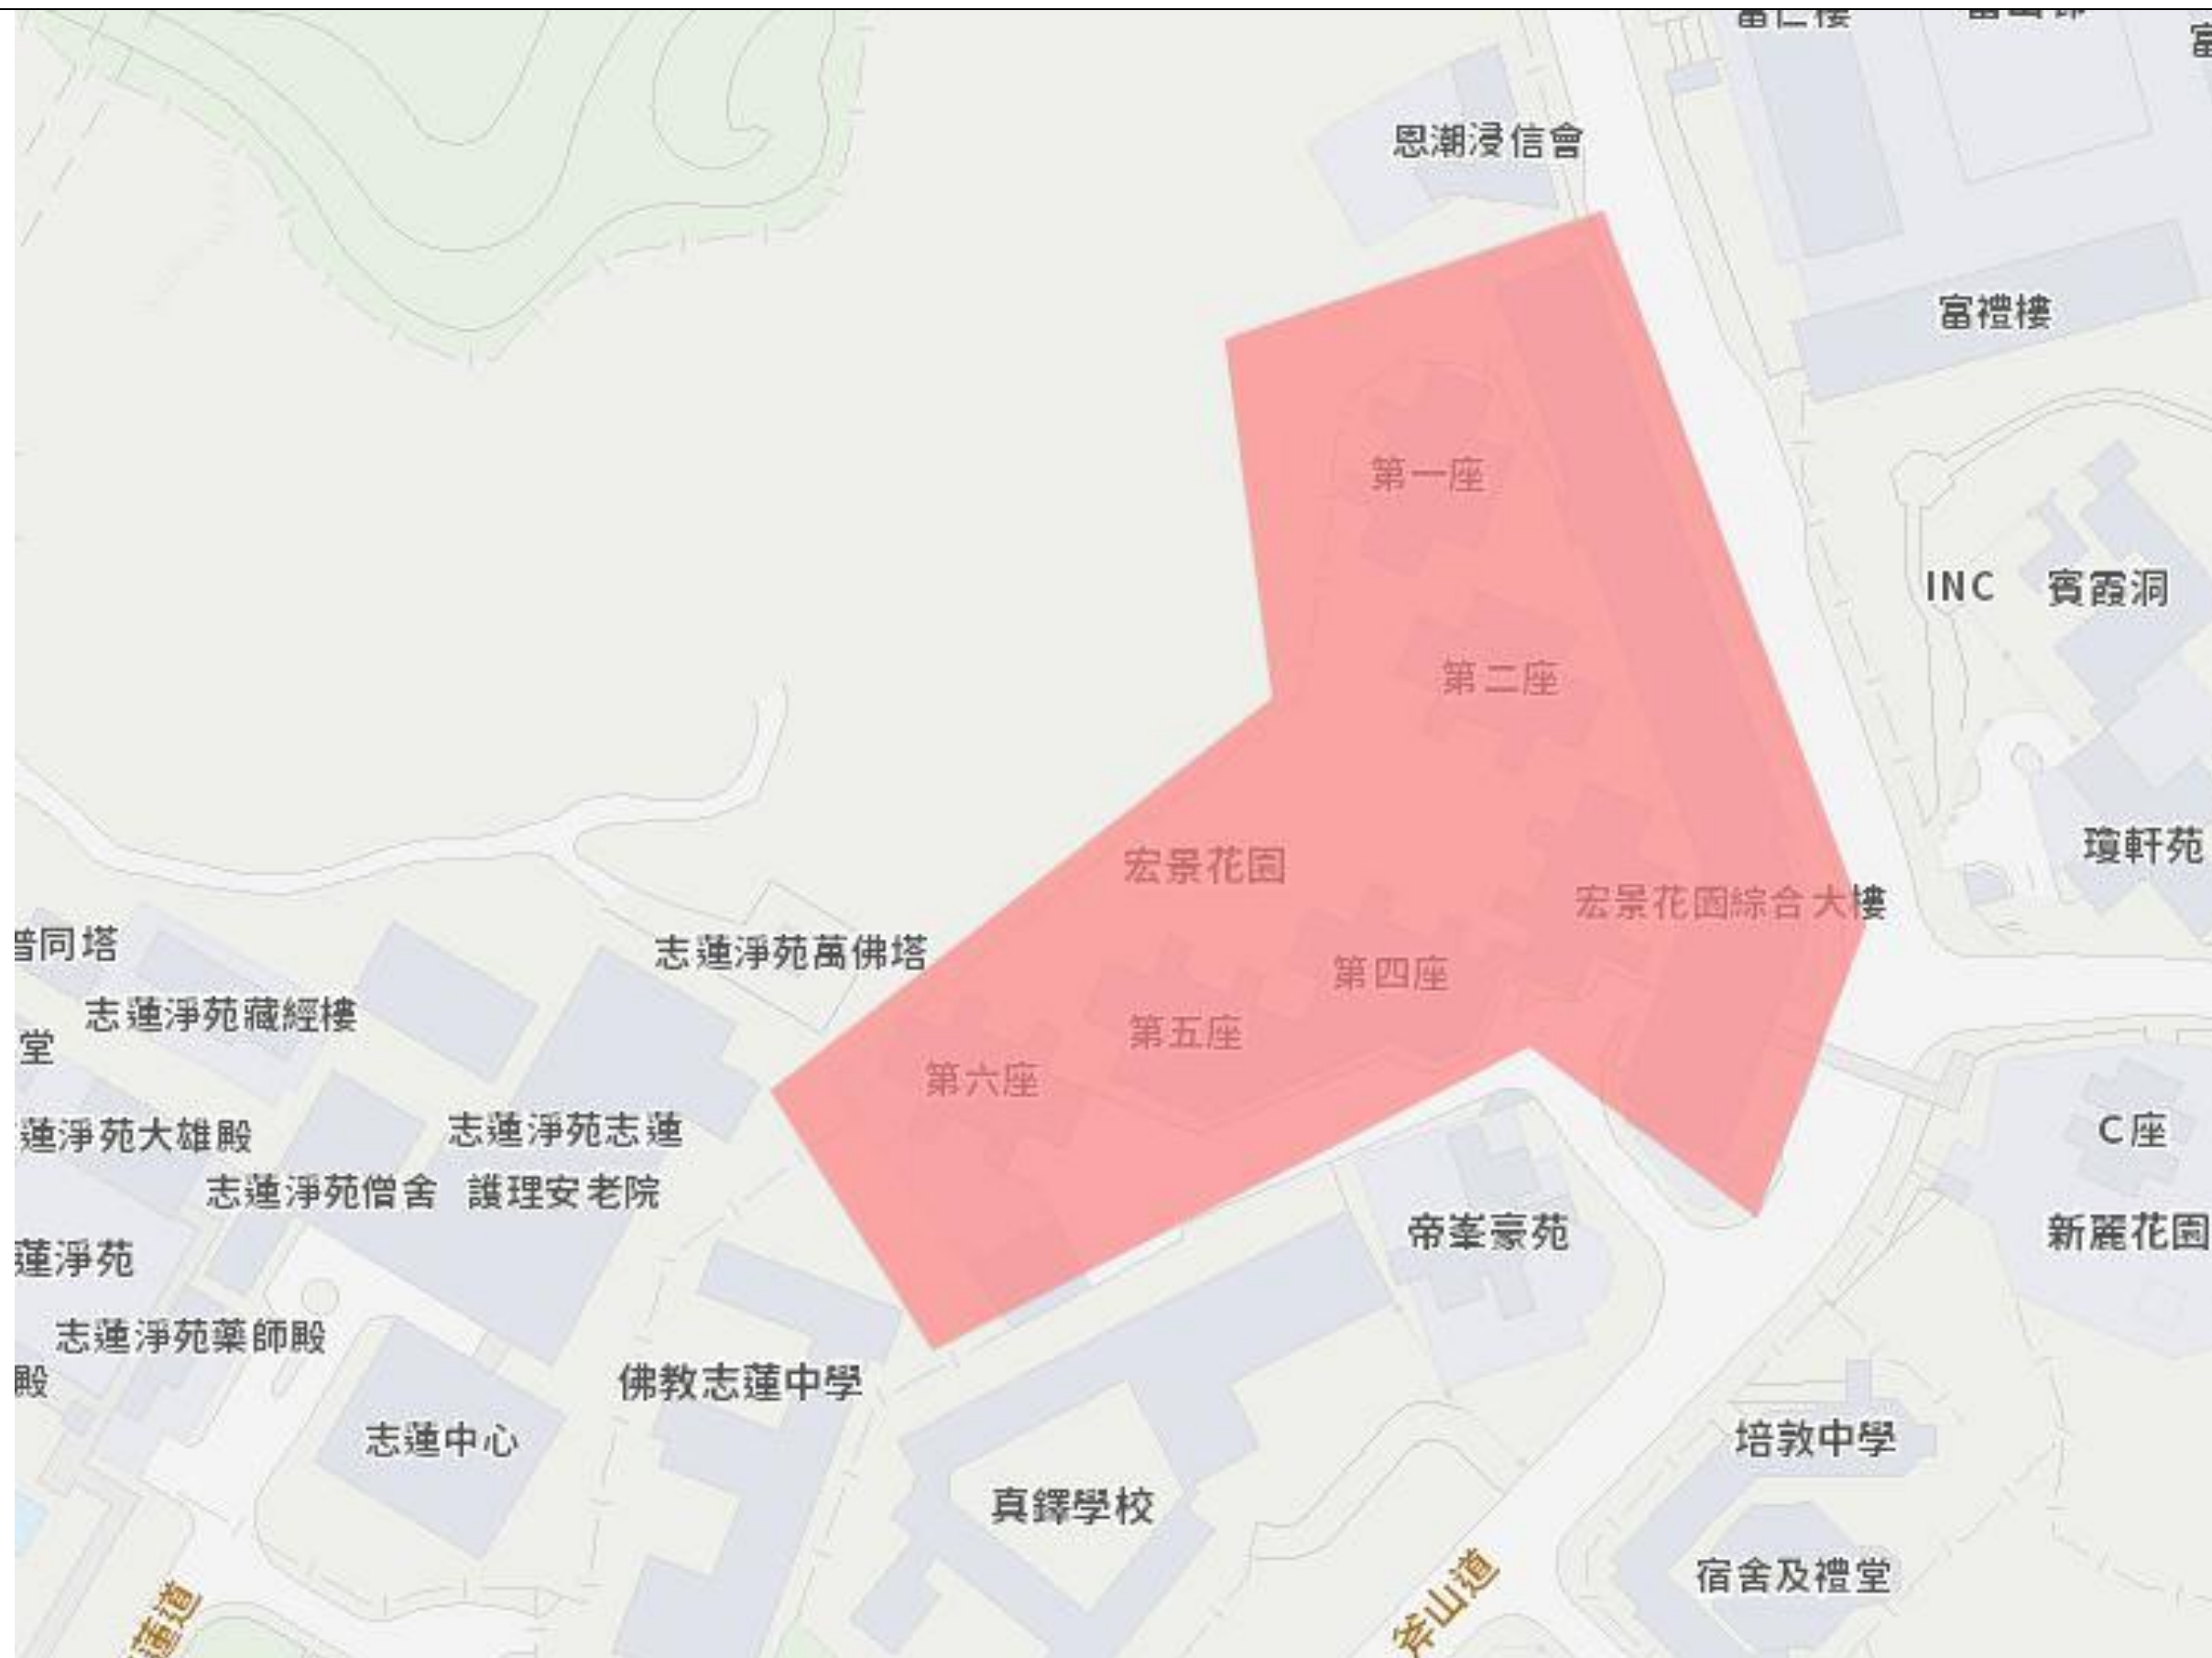 富仁樓
恩潮浸信會
富禮樓
第一座
INC 賓霞洞
第二座
瓊軒苑
宏景花園
宏景花園綜合大樓
志蓮淨苑萬佛塔
普同塔
第四座
志蓮淨苑藏經樓
第五座
堂
第六座
志蓮淨苑志蓮
護理安老院
蓮淨苑大雄殿
C座
志蓮淨苑僧舍
帝峯豪苑
新麗花園
蓮淨苑
志蓮淨苑藥師殿
殿
佛教志蓮中學
志蓮中心
培敦中學
真鐸學校
宿舍及禮堂
斧山道
蓮道